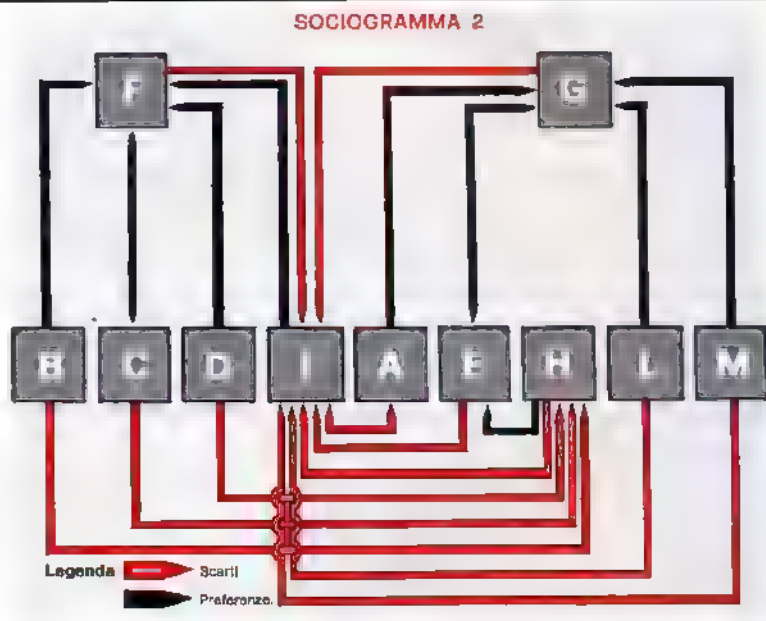 SOCIOGRAMMA 2
F G
B C D I A E H L M
Legenda Scarti
Preferenze